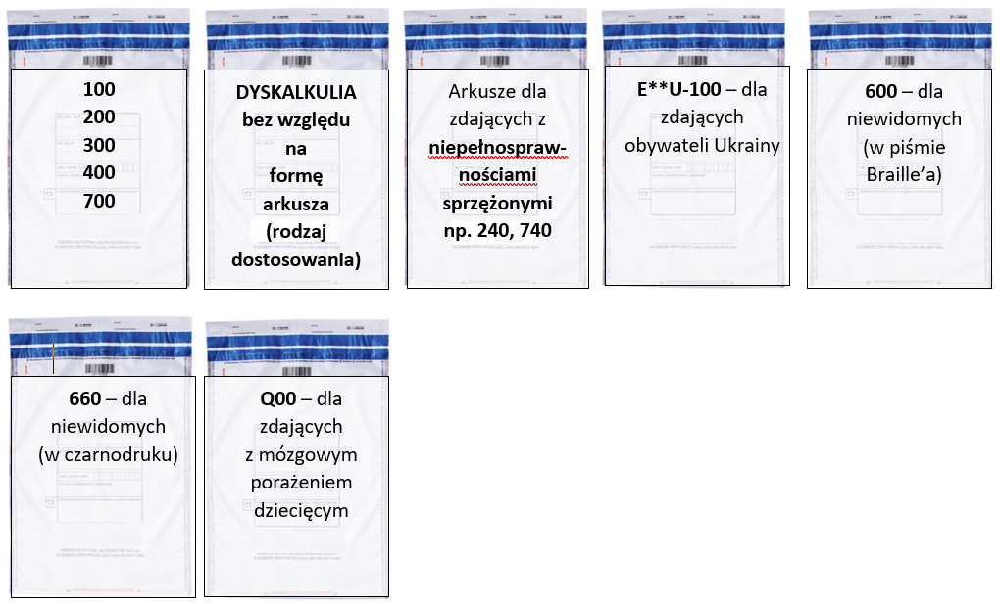 100
200
300
400
700
DYSKALKULIA
bez względu
na
formę
arkusza
(rodzaj
dostosowania)
Arkusze dla
zdających z
niepełnospraw-
nościami
sprzężonymi
np. 240, 740
E**U-100 – dla
zdających
obywateli Ukrainy
600 – dla
niewidomych
(w piśmie
Braille’a)
660 – dla
niewidomych
(w czarnodruku)
Q00 – dla
zdających
z mózgowym
porażeniem
dziecięcym